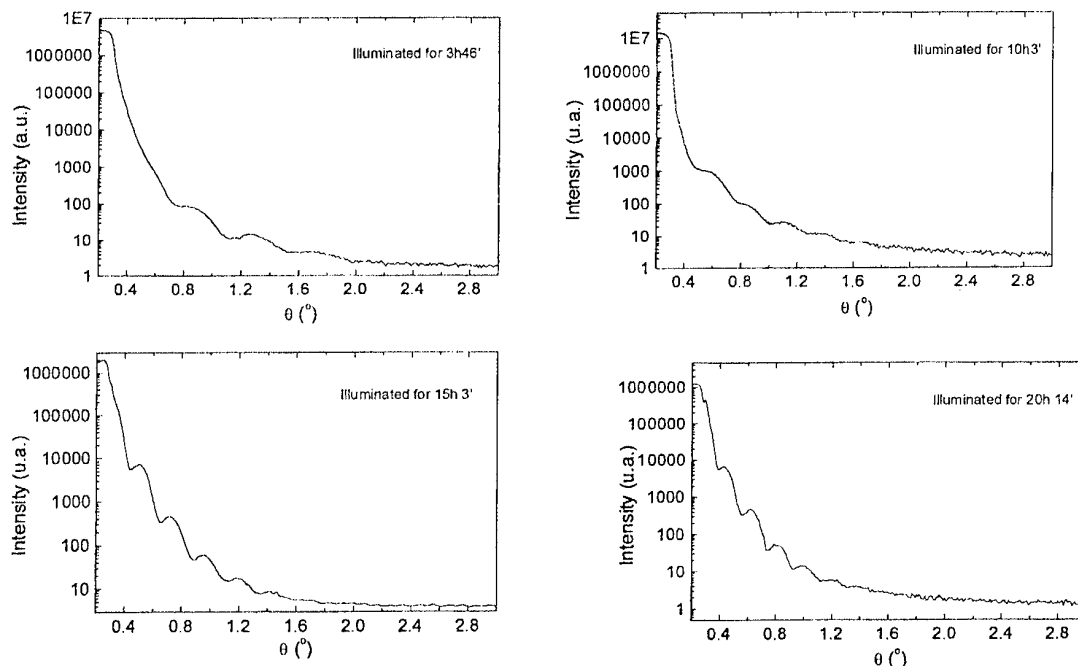 1E7
1000000
100000
10000
1000
100
10
1
Intensity (a.u.)
Illuminated for 3h46'
0.4 0.8 1.2 1.6 2.0 2.4 2.8
θ (°)
1E7
1000000
100000
10000
1000
100
10
1
Intensity (u.a.)
Illuminated for 10h3'
0.4 0.8 1.2 1.6 2.0 2.4 2.8
θ (°)
1000000
100000
10000
1000
100
10
Intensity (u.a.)
Illuminated for 15h 3'
0.4 0.8 1.2 1.6 2.0 2.4 2.8
θ (°)
1000000
100000
10000
1000
100
10
1
Intensity (u.a.)
Illuminated for 20h 14'
0.4 0.8 1.2 1.6 2.0 2.4 2.8
θ (°)